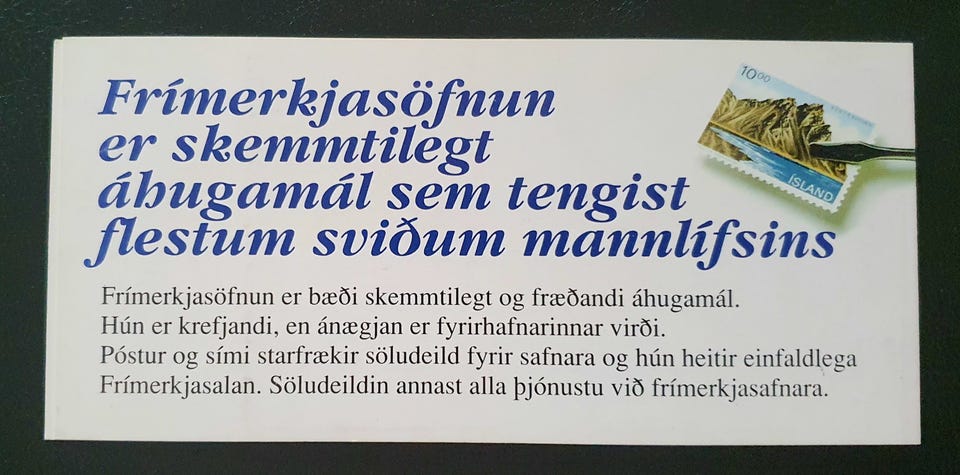 Frímerkjasöfnun
er skemmtilegt
áhugamál sem tengist
flestum sviðum mannlífsins
10⁰⁰
ÍSLAND
Frímerkjasöfnun er bæði skemmtilegt og fræðandi áhugamál.
Hún er krefjandi, en ánægjan er fyrirhafnarinnar virði.
Póstur og sími starfrækir söludeild fyrir safnara og hún heitir einfaldlega
Frímerkjasalan. Söludeildin annast alla þjónustu við frímerkjasafnara.